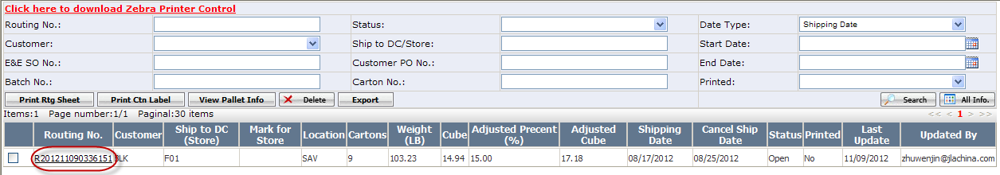 Click here to download Zebra Printer Control
Routing No.: Status: Date Type: Shipping Date
Customer: Ship to DC/Store: Start Date:
E&E SO No.: Customer PO No.: End Date:
Batch No.: Carton No.: Printed:
Print Rtg Sheet Print Ctn Label View Pallet Info Delete Export Search All Info.
Items:1 Page number:1/1 Paginal:30 items << < 1 > >>
Routing No. Customer Ship to DC (Store) Mark for Store Location Cartons Weight (LB) Cube Adjusted Precent (%) Adjusted Cube Shipping Date Cancel Ship Date Status Printed Last Update Updated By
R201211090336151 BLK F01 SAV 9 103.23 14.94 15.00 17.18 08/17/2012 08/25/2012 Open No 11/09/2012 zhuwenjin@jlachina.com